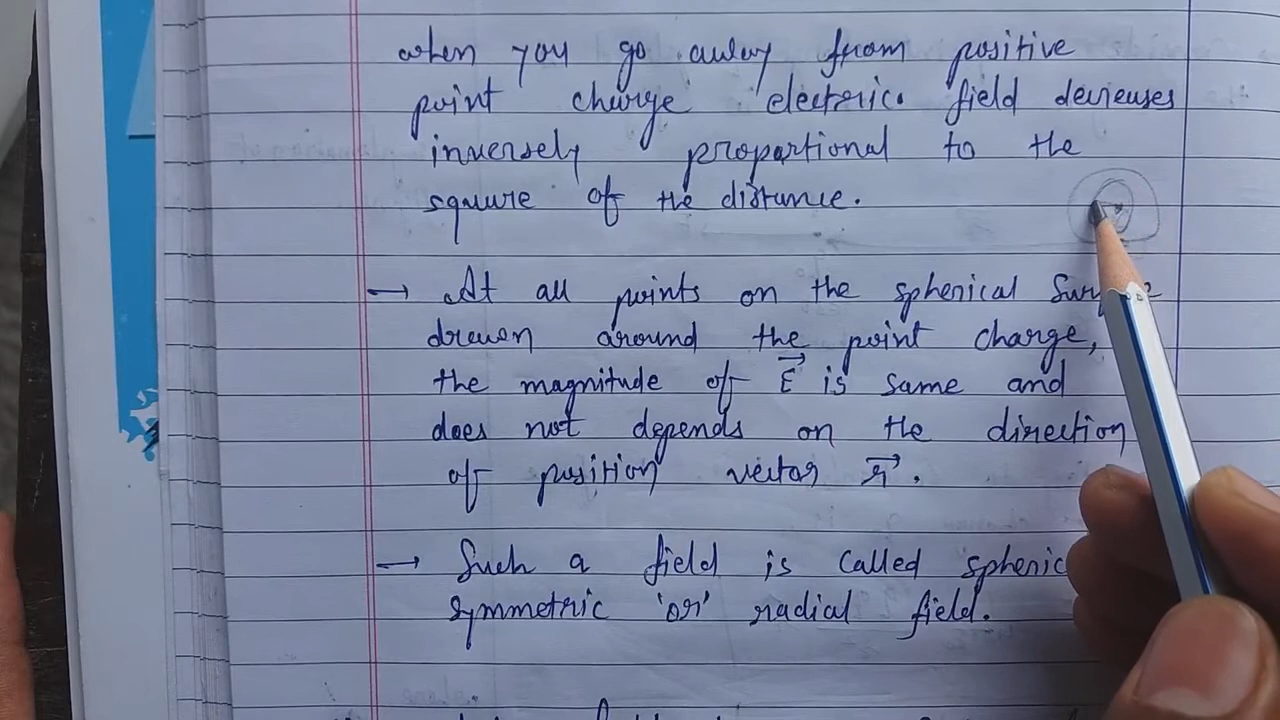 when you go away from positive
point charge electric field decreases
inversely proportional to the
square of the distance.
→ At all points on the spherical
drawn around the point charge,
the magnitude of E⃗ is same and
does not depends on the direction
of position vector r⃗.
→ Such a field is called spheric
symmetric 'or' radial field.